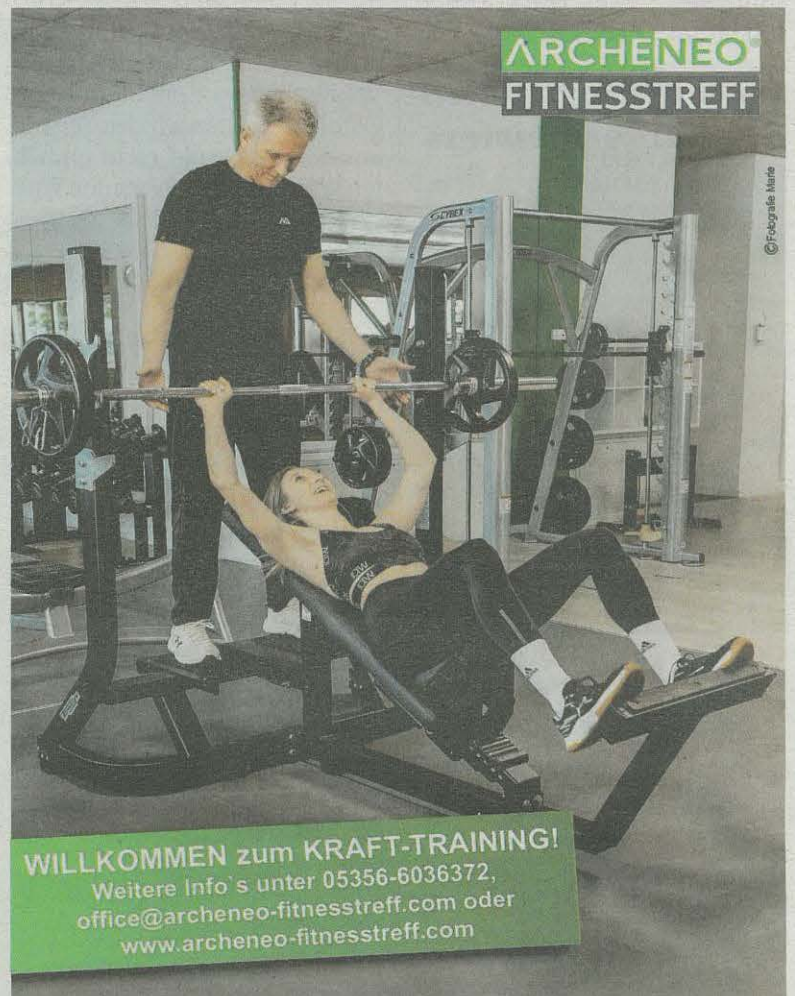 ARCHENEO
FITNESSTREFF
©Fotografie Marie
CYBEX
WILLKOMMEN zum KRAFT-TRAINING!
Weitere Info`s unter 05356-6036372,
office@archeneo-fitnesstreff.com oder
www.archeneo-fitnesstreff.com